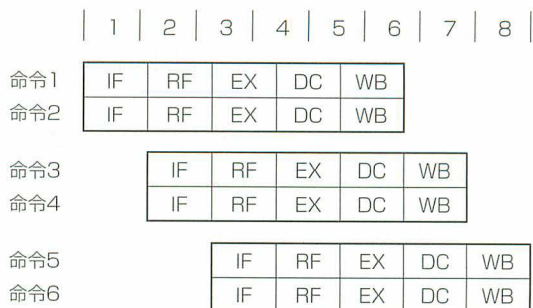 1 2 3 4 5 6 7 8
命令1 IF RF EX DC WB
命令2 IF RF EX DC WB
命令3 IF RF EX DC WB
命令4 IF RF EX DC WB
命令5 IF RF EX DC WB
命令6 IF RF EX DC WB